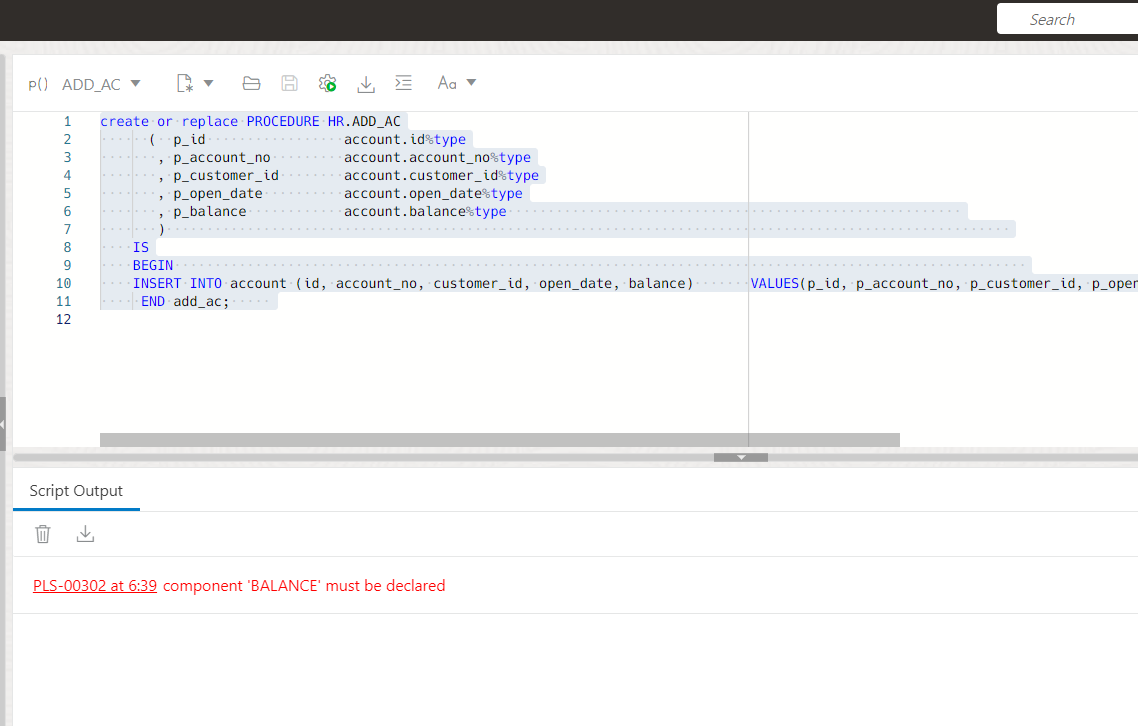 Search
p() ADD_AC Aa
1 create or replace PROCEDURE HR.ADD_AC
2 ( p_id account.id%type
3 , p_account_no account.account_no%type
4 , p_customer_id account.customer_id%type
5 , p_open_date account.open_date%type
6 , p_balance account.balance%type
7 )
8 IS
9 BEGIN
10 INSERT INTO account (id, account_no, customer_id, open_date, balance) VALUES(p_id, p_account_no, p_customer_id, p_open
11 END add_ac;
12
Script Output
PLS-00302 at 6:39 component 'BALANCE' must be declared